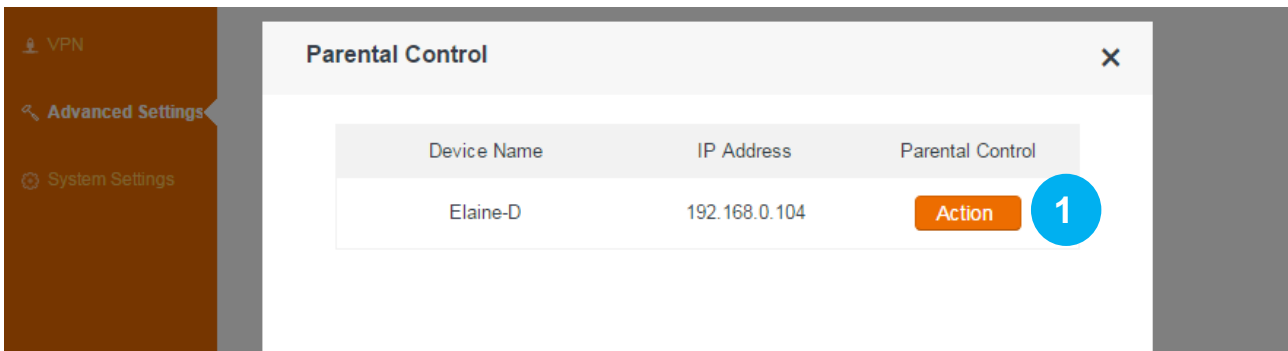 VPN
Advanced Settings
System Settings
Parental Control
Device Name IP Address Parental Control
Elaine-D 192.168.0.104 Action 1